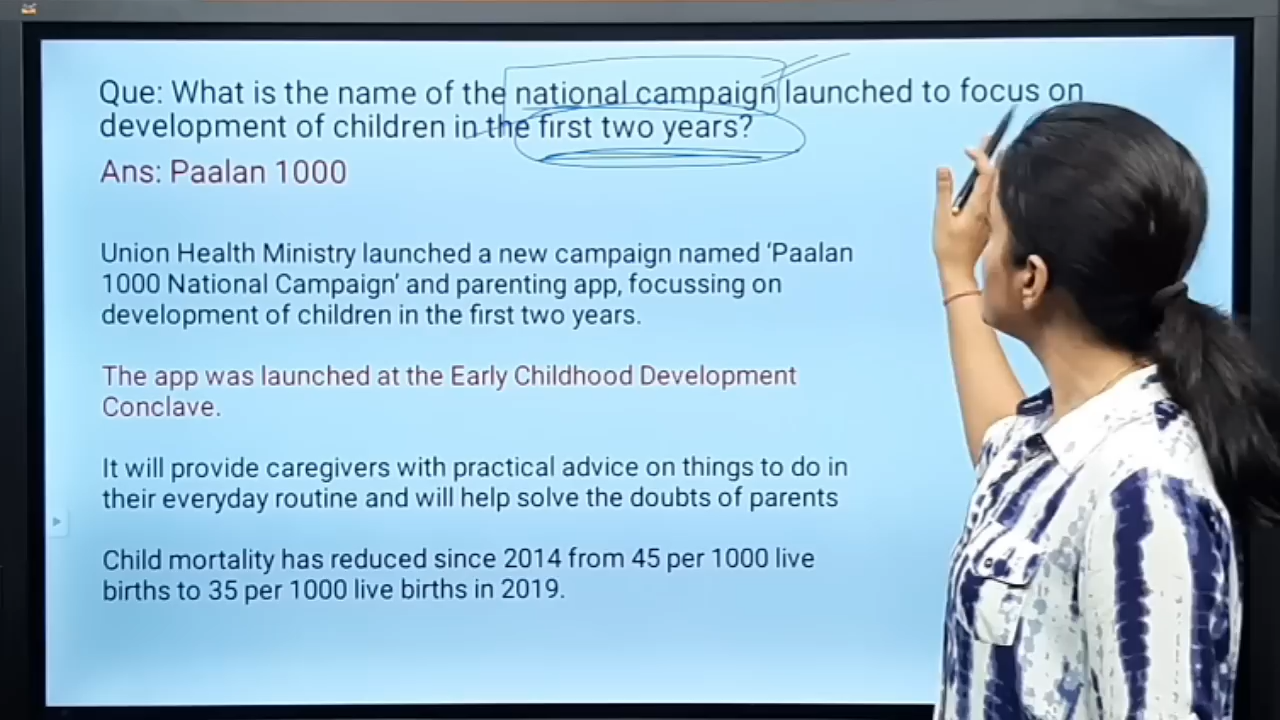 Que: What is the name of the national campaign launched to focus on
development of children in the first two years?
Ans: Paalan 1000
Union Health Ministry launched a new campaign named ‘Paalan
1000 National Campaign’ and parenting app, focussing on
development of children in the first two years.
The app was launched at the Early Childhood Development
Conclave.
It will provide caregivers with practical advice on things to do in
their everyday routine and will help solve the doubts of parents
Child mortality has reduced since 2014 from 45 per 1000 live
births to 35 per 1000 live births in 2019.